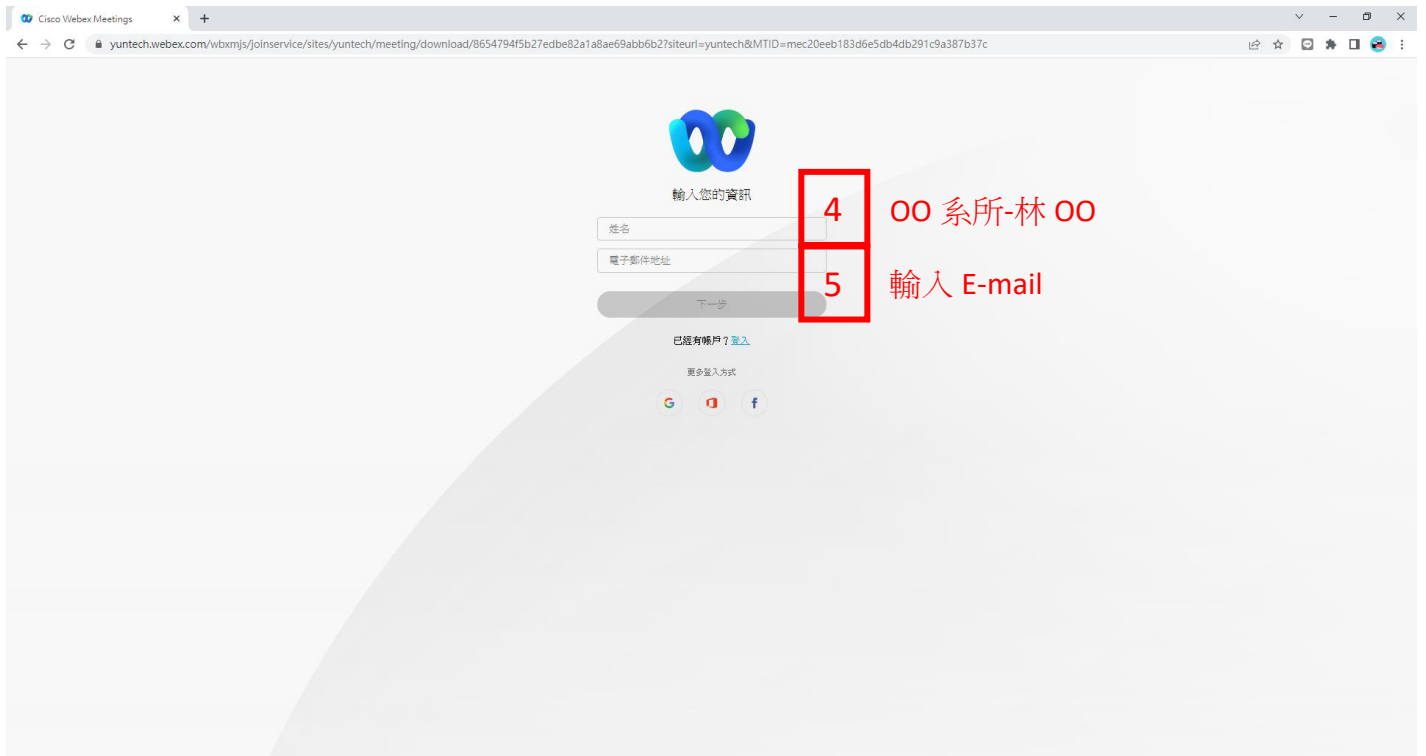 Cisco Webex Meetings
yuntech.webex.com/wbxmjs/joinservice/sites/yuntech/meeting/download/8654794f5b27edbe82a1a8ae69abb6b2?siteurl=yuntech&MTID=mec20eeb183d6e5db4db291c9a387b37c
輸入您的資訊
4 OO 系所-林 OO
姓名
電子郵件地址
5 輸入 E-mail
下一步
已經有帳戶？登入
更多登入方式